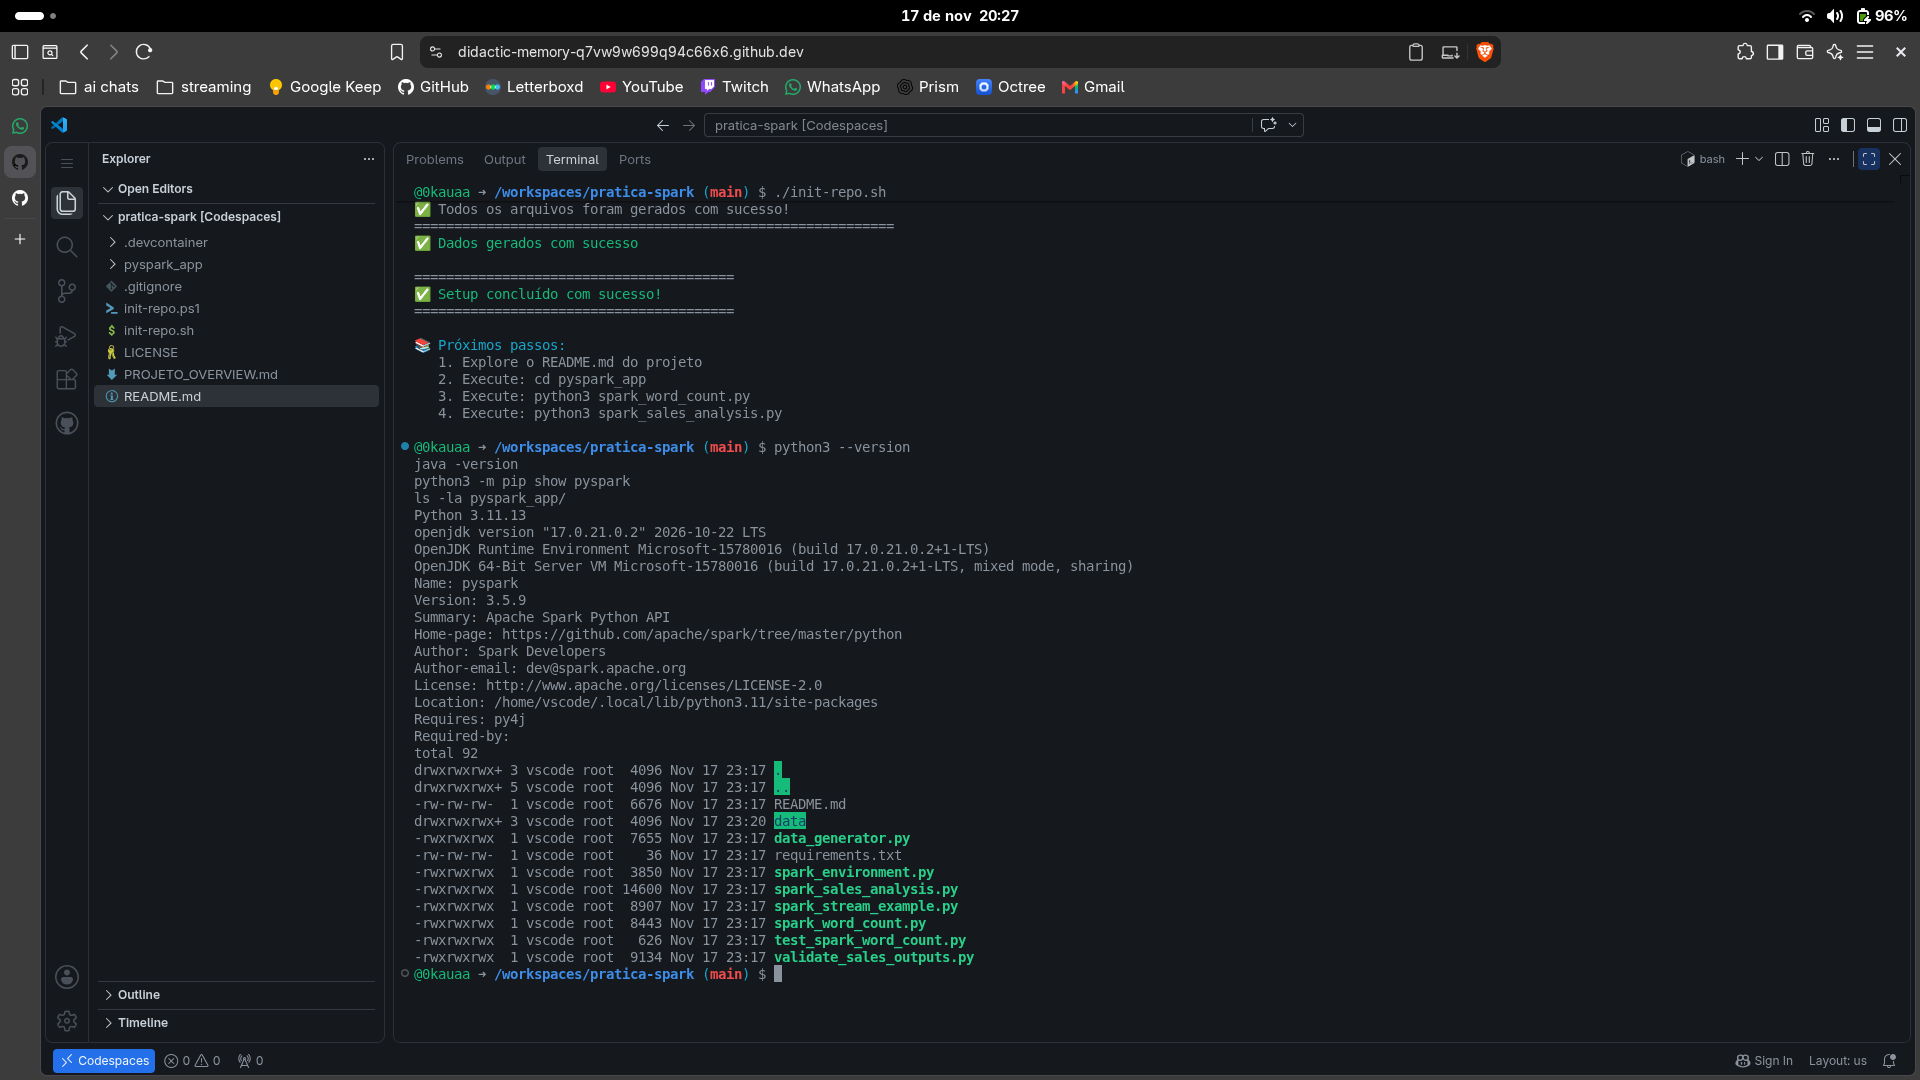 17 de nov 20:27
96%
didactic-memory-q7vw9w699q94c66x6.github.dev
ai chats
streaming
Google Keep
GitHub
Letterboxd
YouTube
Twitch
WhatsApp
Prism
Octree
Gmail
pratica-spark [Codespaces]
Explorer
Open Editors
pratica-spark [Codespaces]
.devcontainer
pyspark_app
.gitignore
init-repo.ps1
init-repo.sh
LICENSE
PROJETO_OVERVIEW.md
README.md
Outline
Timeline
Problems
Output
Terminal
Ports
bash
@0kauaa → /workspaces/pratica-spark (main) $ ./init-repo.sh
✅ Todos os arquivos foram gerados com sucesso!
============================================================
✅ Dados gerados com sucesso
========================================
✅ Setup concluído com sucesso!
========================================
📚 Próximos passos:
1. Explore o README.md do projeto
2. Execute: cd pyspark_app
3. Execute: python3 spark_word_count.py
4. Execute: python3 spark_sales_analysis.py
@0kauaa → /workspaces/pratica-spark (main) $ python3 --version
java -version
python3 -m pip show pyspark
ls -la pyspark_app/
Python 3.11.13
openjdk version "17.0.21.0.2" 2026-10-22 LTS
OpenJDK Runtime Environment Microsoft-15780016 (build 17.0.21.0.2+1-LTS)
OpenJDK 64-Bit Server VM Microsoft-15780016 (build 17.0.21.0.2+1-LTS, mixed mode, sharing)
Name: pyspark
Version: 3.5.9
Summary: Apache Spark Python API
Home-page: https://github.com/apache/spark/tree/master/python
Author: Spark Developers
Author-email: dev@spark.apache.org
License: http://www.apache.org/licenses/LICENSE-2.0
Location: /home/vscode/.local/lib/python3.11/site-packages
Requires: py4j
Required-by:
total 92
drwxrwxrwx+ 3 vscode root  4096 Nov 17 23:17 .
drwxrwxrwx+ 5 vscode root  4096 Nov 17 23:17 ..
-rw-rw-rw-  1 vscode root  6676 Nov 17 23:17 README.md
drwxrwxrwx+ 3 vscode root  4096 Nov 17 23:20 data
-rwxrwxrwx  1 vscode root  7655 Nov 17 23:17 data_generator.py
-rw-rw-rw-  1 vscode root    36 Nov 17 23:17 requirements.txt
-rwxrwxrwx  1 vscode root  3850 Nov 17 23:17 spark_environment.py
-rwxrwxrwx  1 vscode root 14600 Nov 17 23:17 spark_sales_analysis.py
-rwxrwxrwx  1 vscode root  8907 Nov 17 23:17 spark_stream_example.py
-rwxrwxrwx  1 vscode root  8443 Nov 17 23:17 spark_word_count.py
-rwxrwxrwx  1 vscode root   626 Nov 17 23:17 test_spark_word_count.py
-rwxrwxrwx  1 vscode root  9134 Nov 17 23:17 validate_sales_outputs.py
@0kauaa → /workspaces/pratica-spark (main) $
Codespaces
0
0
0
Sign In
Layout: us